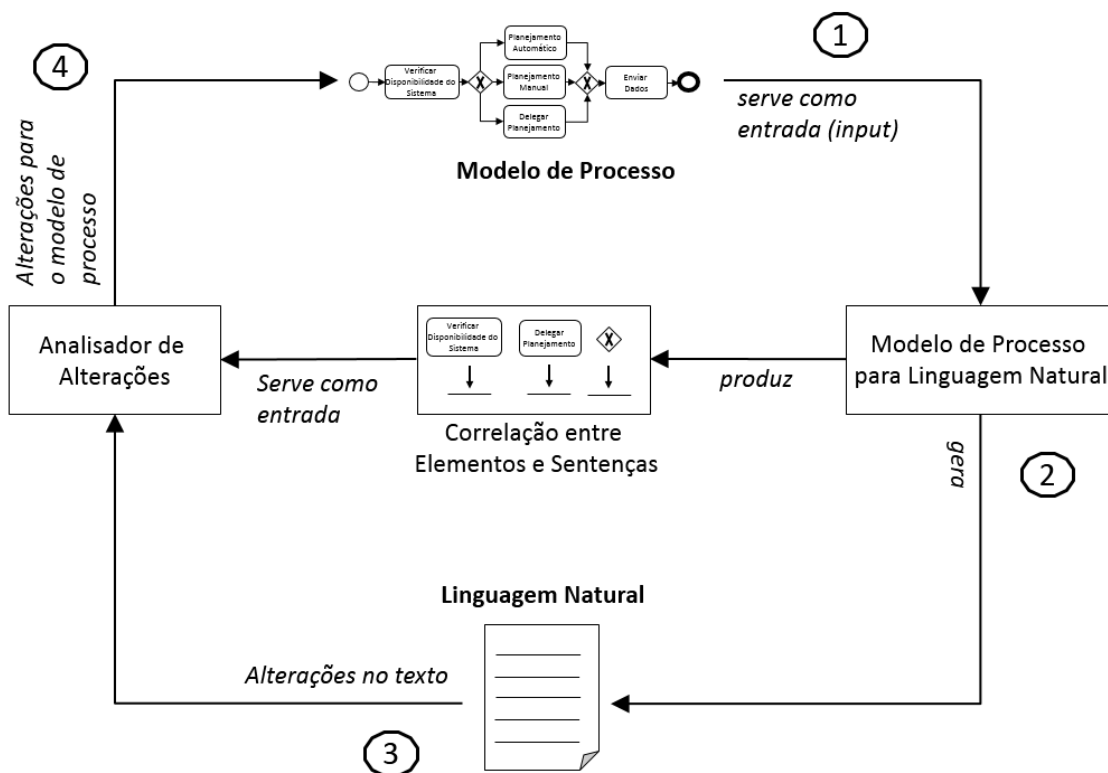 4
1
Verificar
Disponibilidade do
Sistema
X
Planejamento
Automático
Planejamento
Manual
Delegar
Planejamento
X
Enviar
Dados
Modelo de Processo
serve como
entrada (input)
Alterações para
o modelo de
processo
Analisador de
Alterações
Serve como
entrada
Verificar
Disponibilidade do
Sistema
Delegar
Planejamento
X
Correlação entre
Elementos e Sentenças
produz
Modelo de Processo
para Linguagem Natural
gera
2
Linguagem Natural
Alterações no texto
3